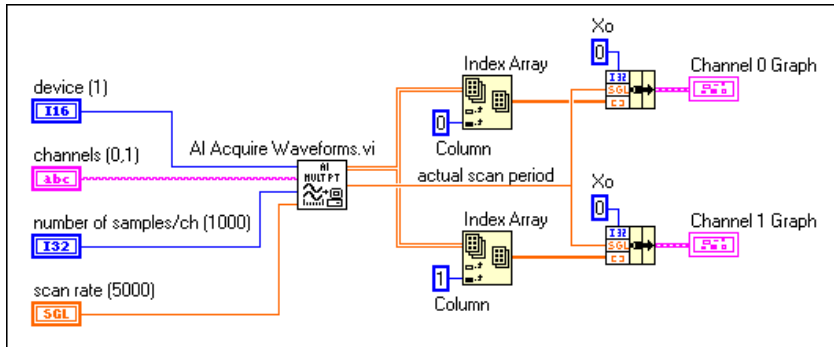 Xo
0
Index Array
Channel 0 Graph
I32
SGL
[ ]
device (1)
I16
0
Column
AI Acquire Waveforms.vi
channels (0,1)
abc
AI
MULT PT
actual scan period
number of samples/ch (1000)
I32
Xo
0
Index Array
Channel 1 Graph
I32
SGL
[ ]
scan rate (5000)
SGL
1
Column